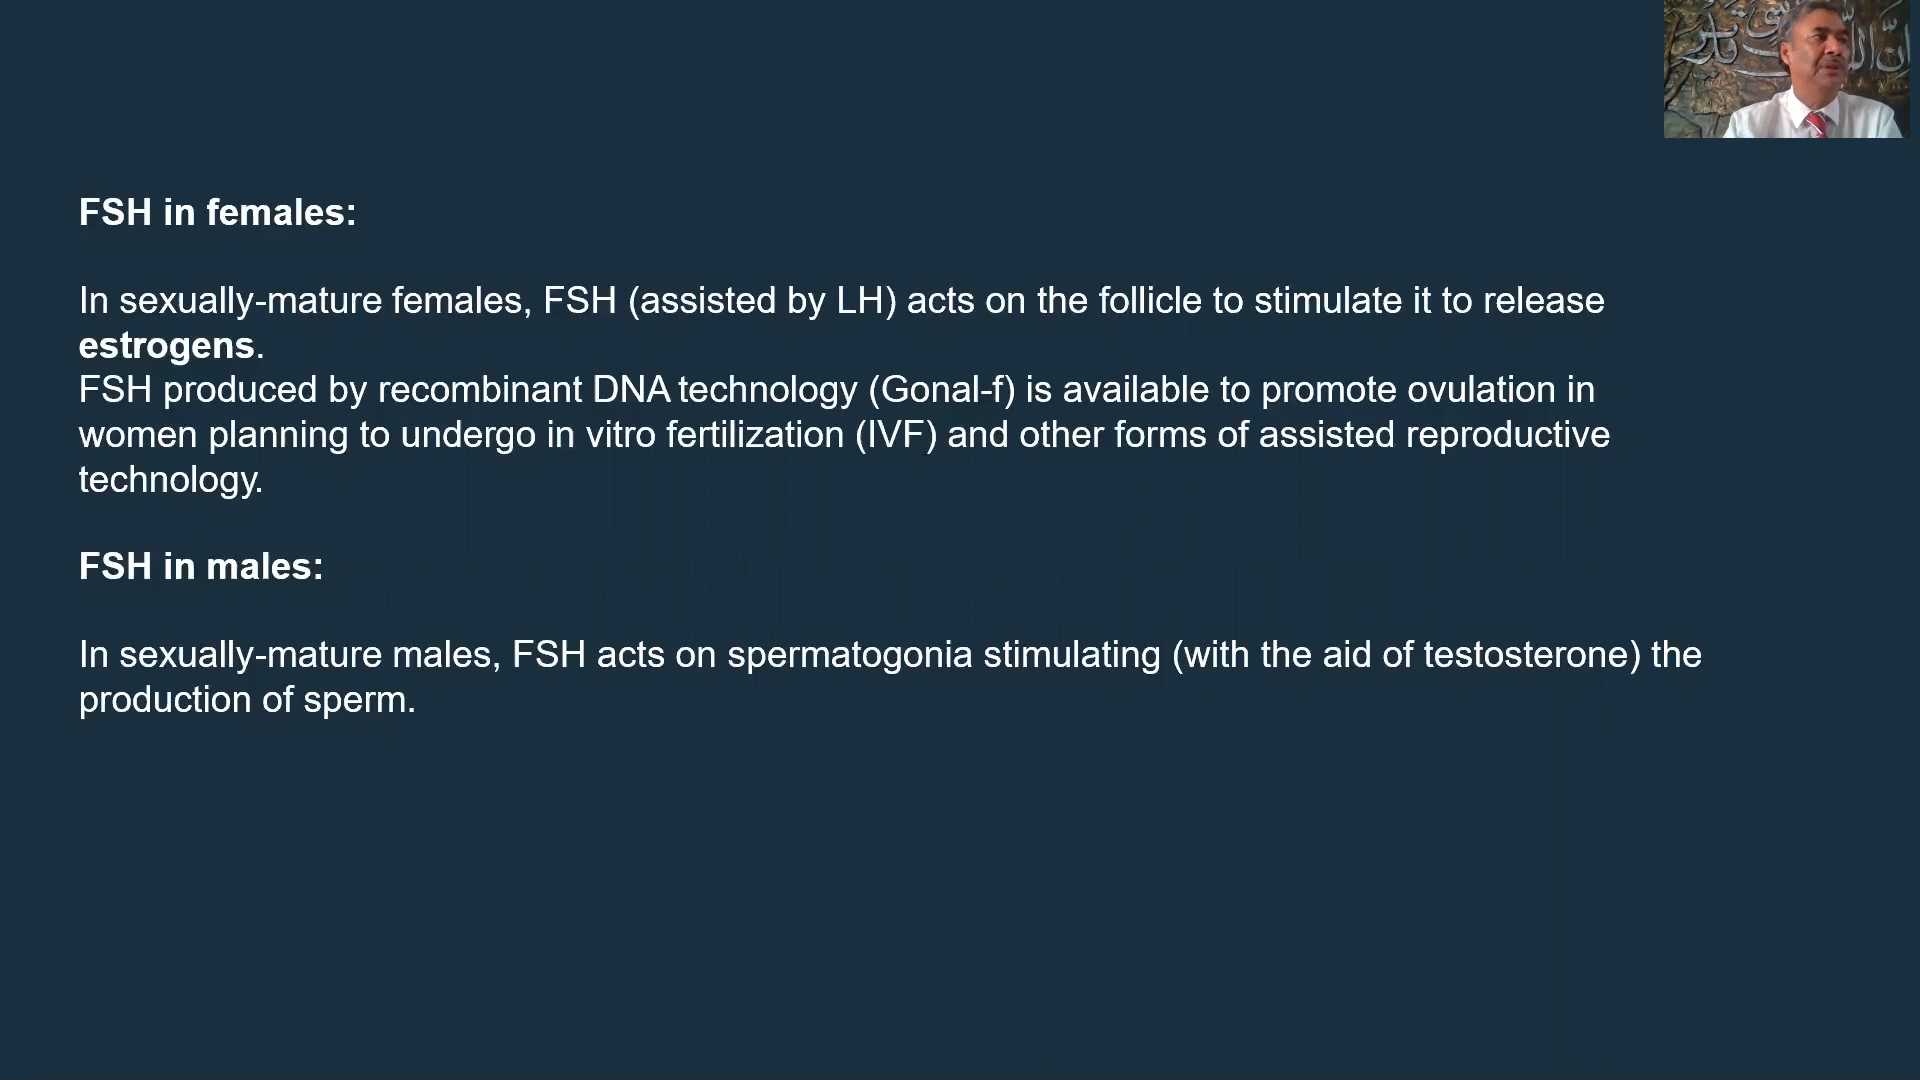 إن الله
قدير
FSH in females:
In sexually-mature females, FSH (assisted by LH) acts on the follicle to stimulate it to release
estrogens.
FSH produced by recombinant DNA technology (Gonal-f) is available to promote ovulation in
women planning to undergo in vitro fertilization (IVF) and other forms of assisted reproductive
technology.
FSH in males:
In sexually-mature males, FSH acts on spermatogonia stimulating (with the aid of testosterone) the
production of sperm.